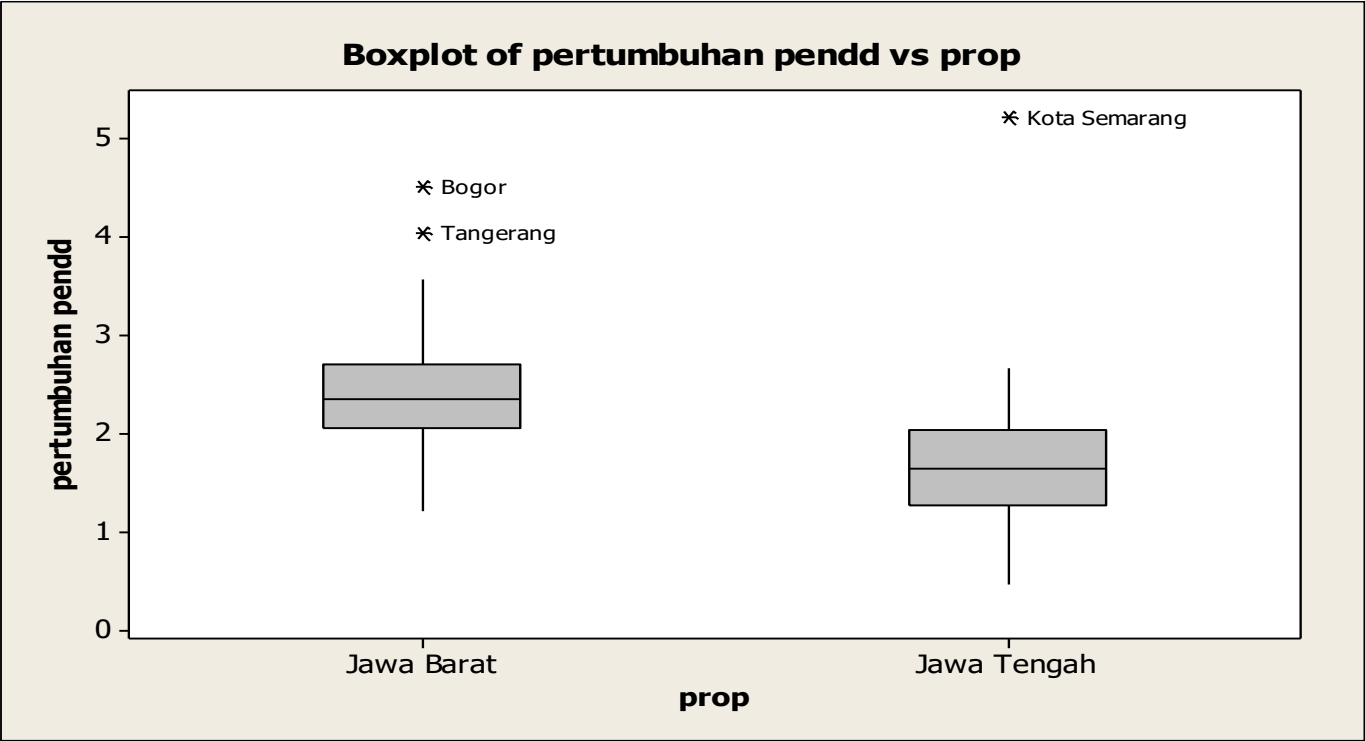 Boxplot of pertumbuhan pendd vs prop
pertumbuhan pendd
5
4
3
2
1
0
Kota Semarang
Bogor
Tangerang
Jawa Barat
Jawa Tengah
prop